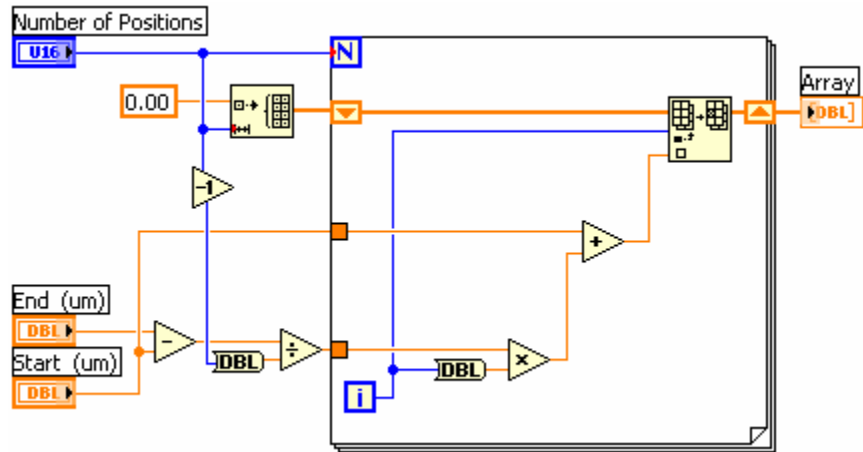 Number of Positions
U16
N
0.00
Array
DBL]
-1
+
End (um)
DBL
-
÷
Start (um)
DBL
DBL
x
DBL
i